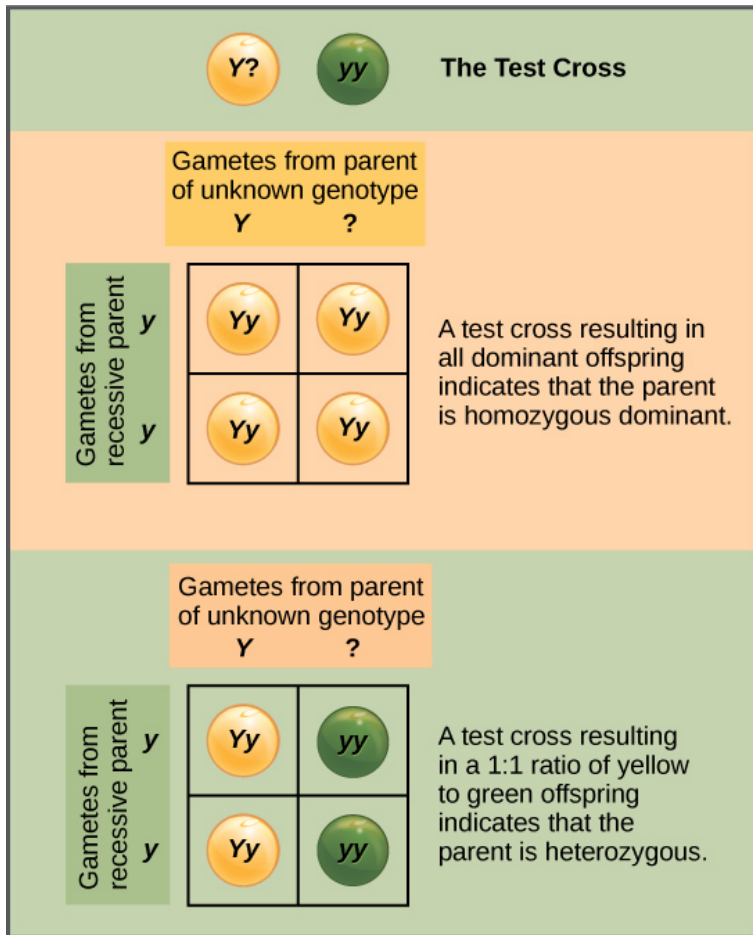 Y?
yy
The Test Cross
Gametes from parent
of unknown genotype
Y ?
Gametes from
recessive parent
y
y
Yy Yy
Yy Yy
A test cross resulting in
all dominant offspring
indicates that the parent
is homozygous dominant.
Gametes from parent
of unknown genotype
Y ?
Gametes from
recessive parent
y
y
Yy yy
Yy yy
A test cross resulting
in a 1:1 ratio of yellow
to green offspring
indicates that the
parent is heterozygous.